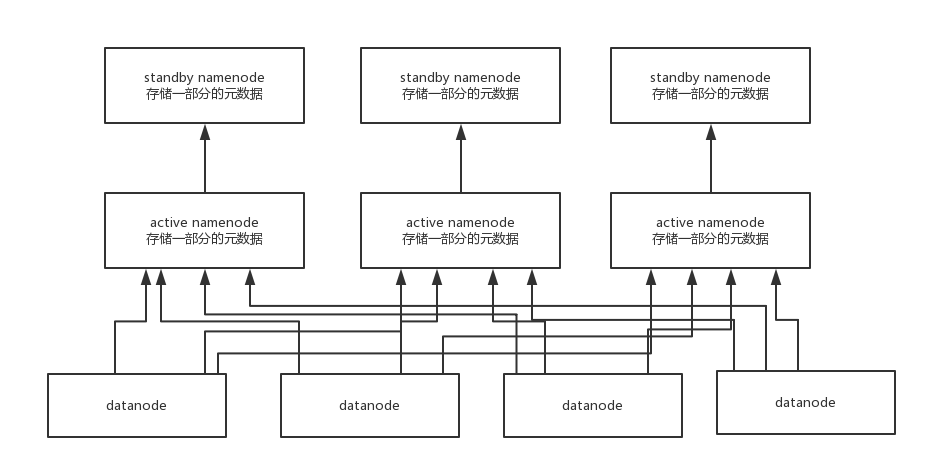 standby namenode
存储一部分的元数据
standby namenode
存储一部分的元数据
standby namenode
存储一部分的元数据
active namenode
存储一部分的元数据
active namenode
存储一部分的元数据
active namenode
存储一部分的元数据
datanode
datanode
datanode
datanode